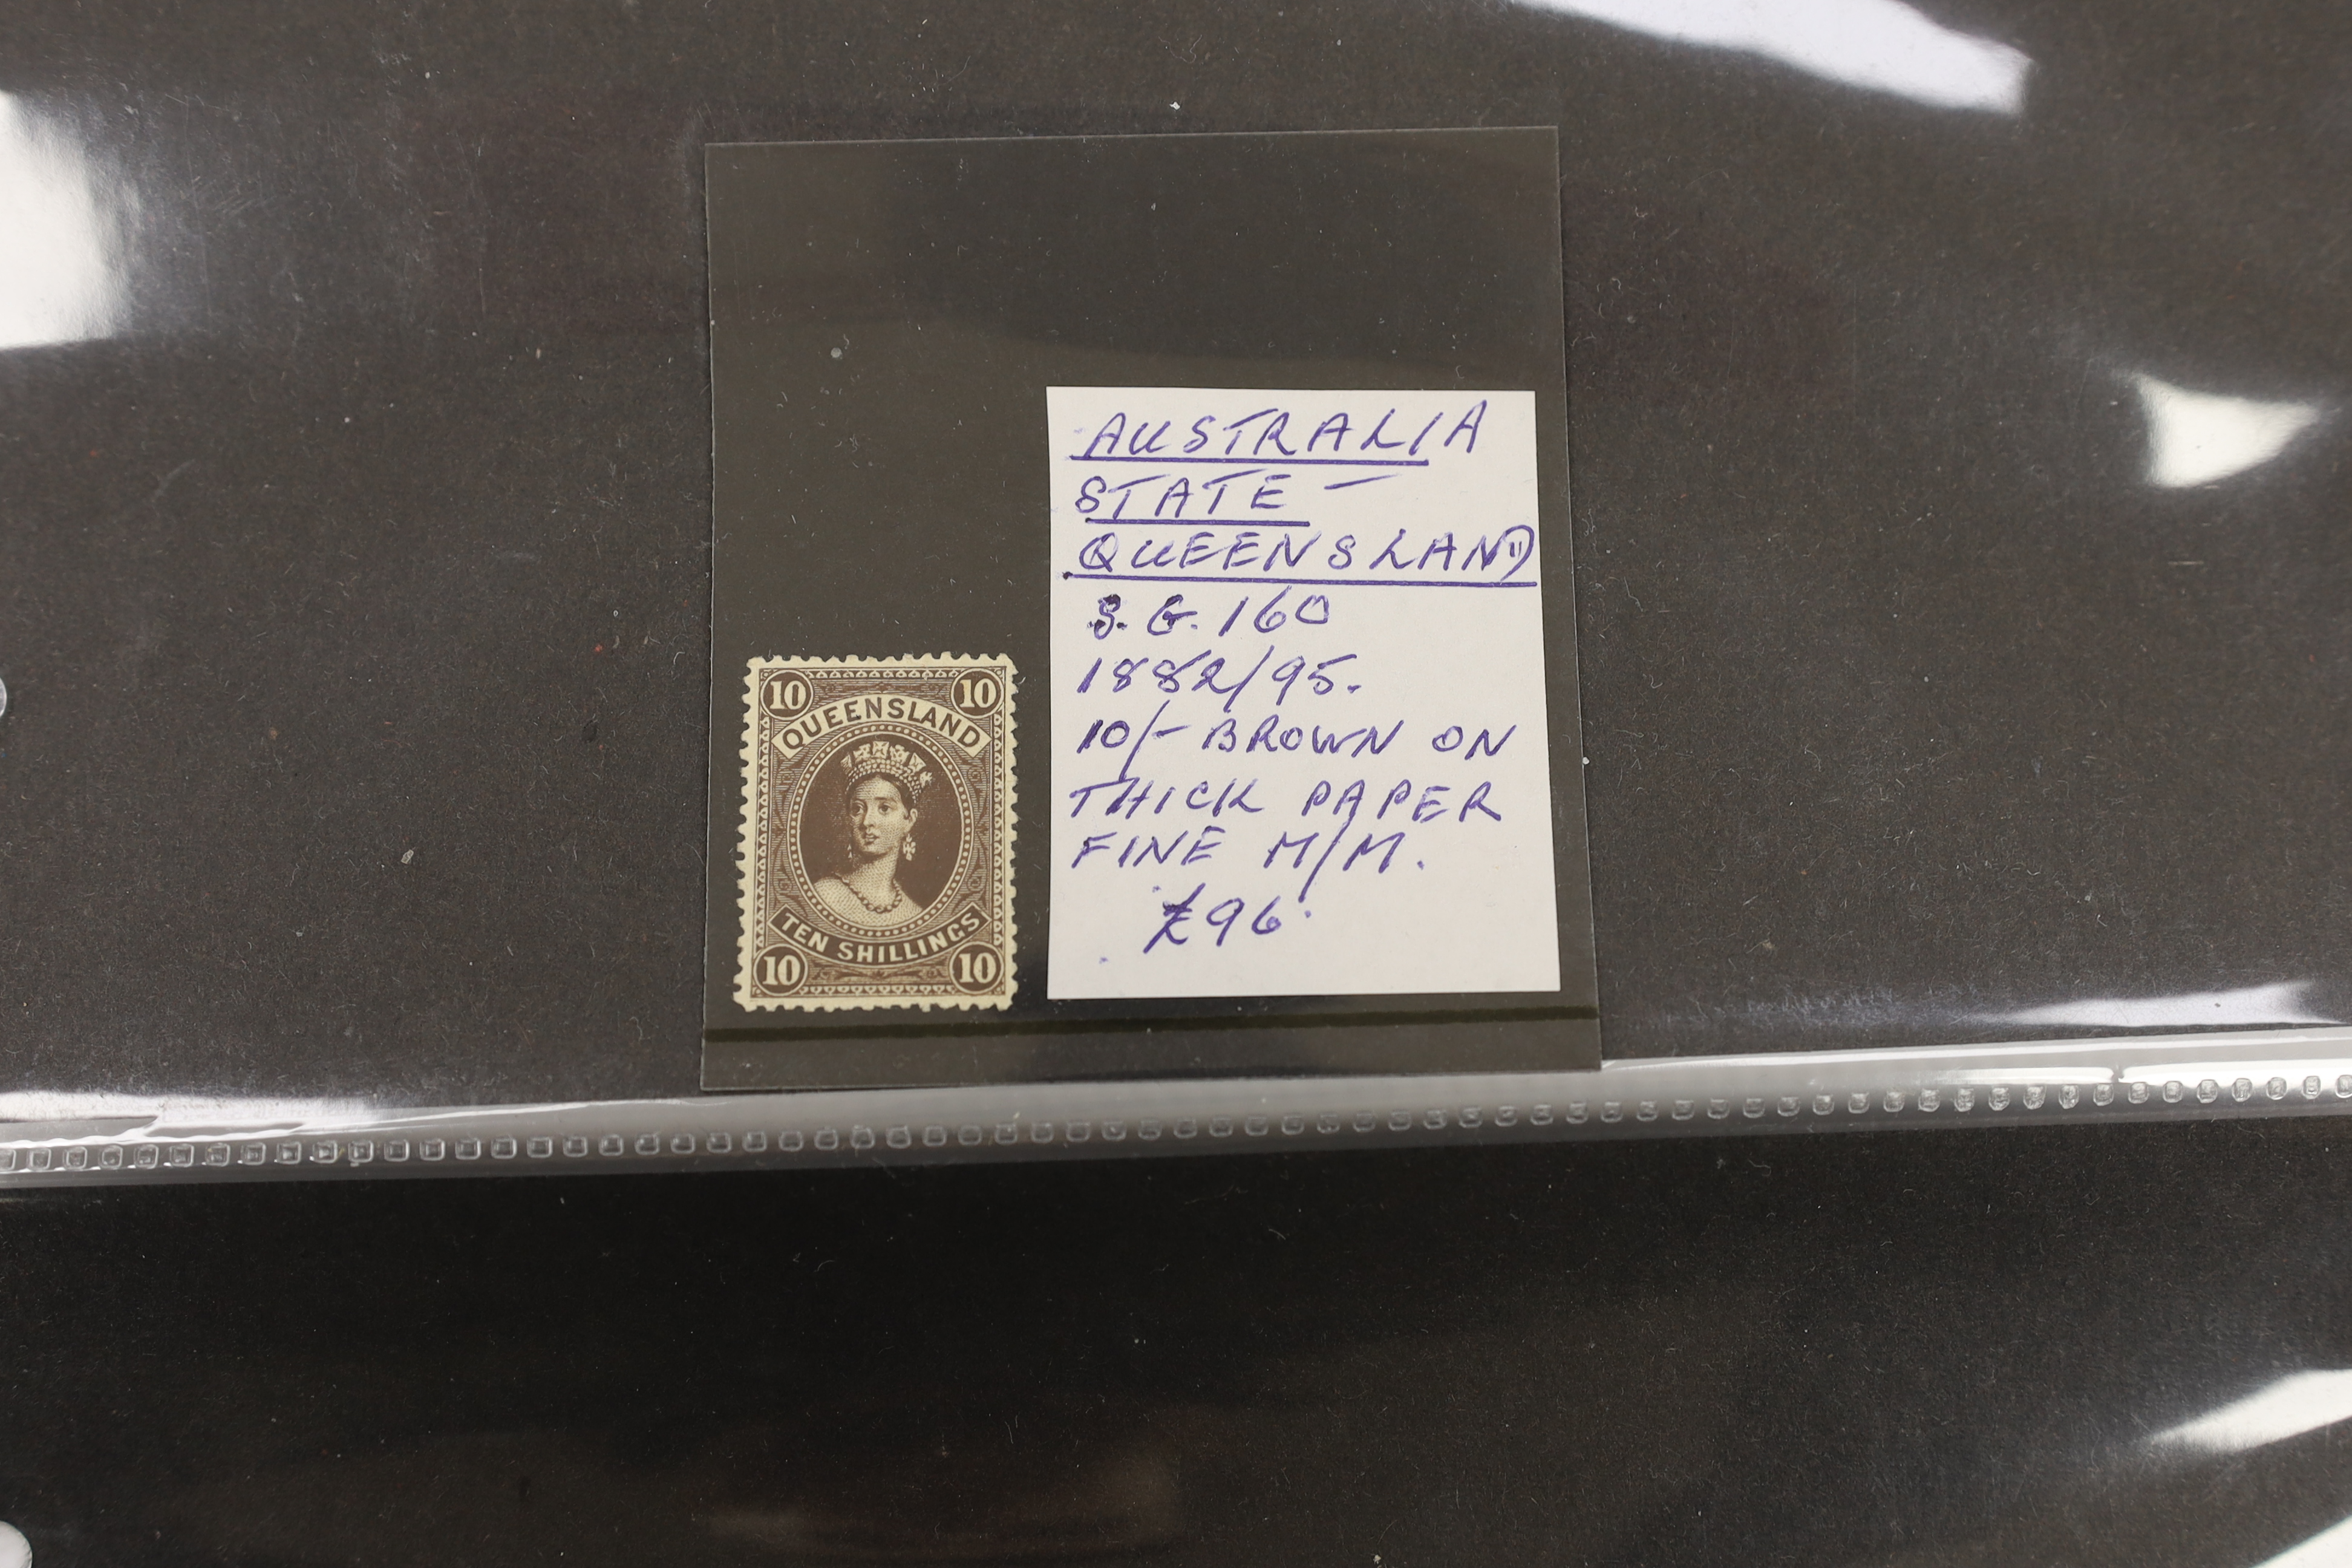 10 10
QUEENSLAND
TEN SHILLINGS
10 10
AUSTRALIA
STATE –
QUEENSLAND
S. G. 160
1882/95.
10/- BROWN ON
THICK PAPER
FINE M/M.
£96.